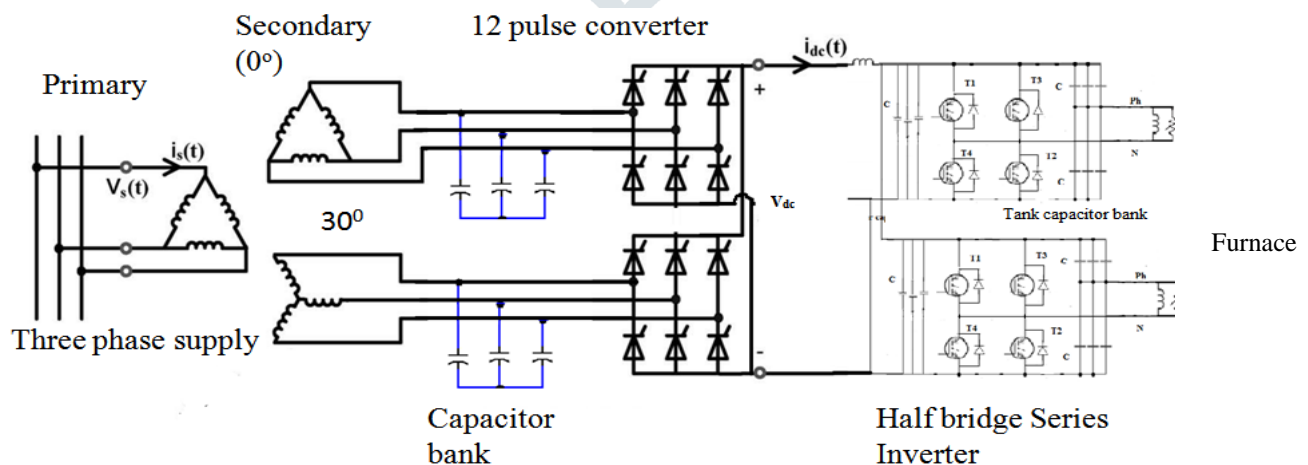 Secondary
(0°)
12 pulse converter
Primary
i_s(t)
V_s(t)
30⁰
Three phase supply
Capacitor
bank
i_dc(t)
+
V_dc
-
T1
T3
C
C
Ph
T4
T2
C
N
Tank capacitor bank
Furnace
T1
T3
C
C
Ph
T4
T2
C
N
Half bridge Series
Inverter